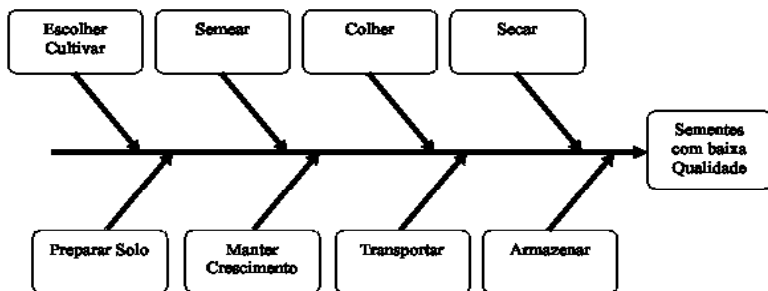 Escolher
Cultivar
Semear
Colher
Secar
Sementes
com baixa
Qualidade
Preparar Solo
Manter
Crescimento
Transportar
Armazenar